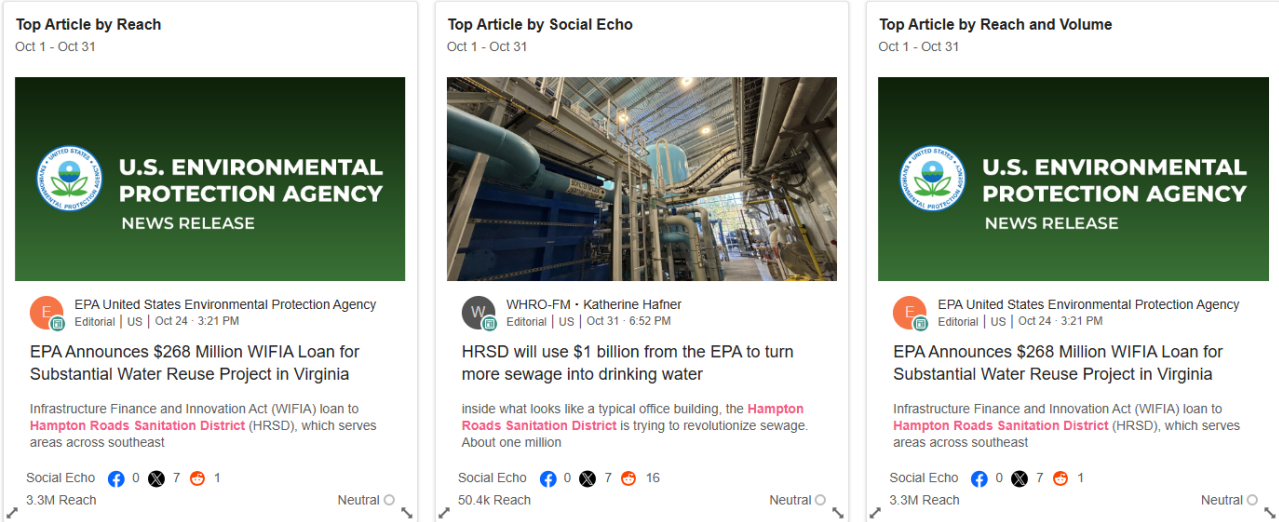 Top Article by Reach
Oct 1 - Oct 31
U.S. ENVIRONMENTAL
PROTECTION AGENCY
NEWS RELEASE
E
EPA United States Environmental Protection Agency
Editorial | US | Oct 24 · 3:21 PM
EPA Announces $268 Million WIFIA Loan for
Substantial Water Reuse Project in Virginia
Infrastructure Finance and Innovation Act (WIFIA) loan to
Hampton Roads Sanitation District (HRSD), which serves
areas across southeast
Social Echo 0 7 1
3.3M Reach
Neutral
Top Article by Social Echo
Oct 1 - Oct 31
W
WHRO-FM • Katherine Hafner
Editorial | US | Oct 31 · 6:52 PM
HRSD will use $1 billion from the EPA to turn
more sewage into drinking water
inside what looks like a typical office building, the Hampton
Roads Sanitation District is trying to revolutionize sewage.
About one million
Social Echo 0 7 16
50.4k Reach
Neutral
Top Article by Reach and Volume
Oct 1 - Oct 31
U.S. ENVIRONMENTAL
PROTECTION AGENCY
NEWS RELEASE
E
EPA United States Environmental Protection Agency
Editorial | US | Oct 24 · 3:21 PM
EPA Announces $268 Million WIFIA Loan for
Substantial Water Reuse Project in Virginia
Infrastructure Finance and Innovation Act (WIFIA) loan to
Hampton Roads Sanitation District (HRSD), which serves
areas across southeast
Social Echo 0 7 1
3.3M Reach
Neutral